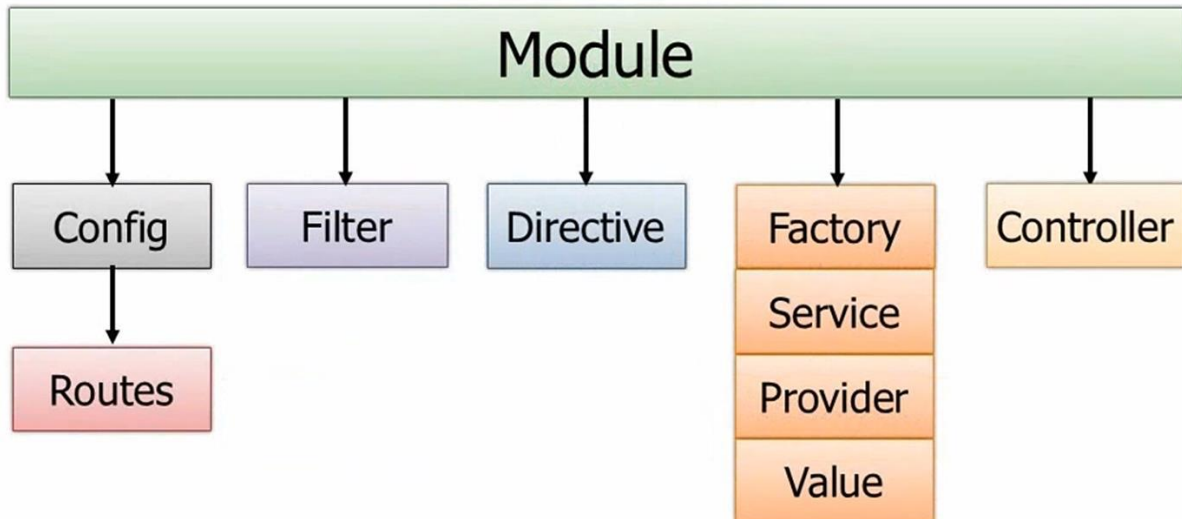 Module
Config
Filter
Directive
Factory
Controller
Service
Routes
Provider
Value